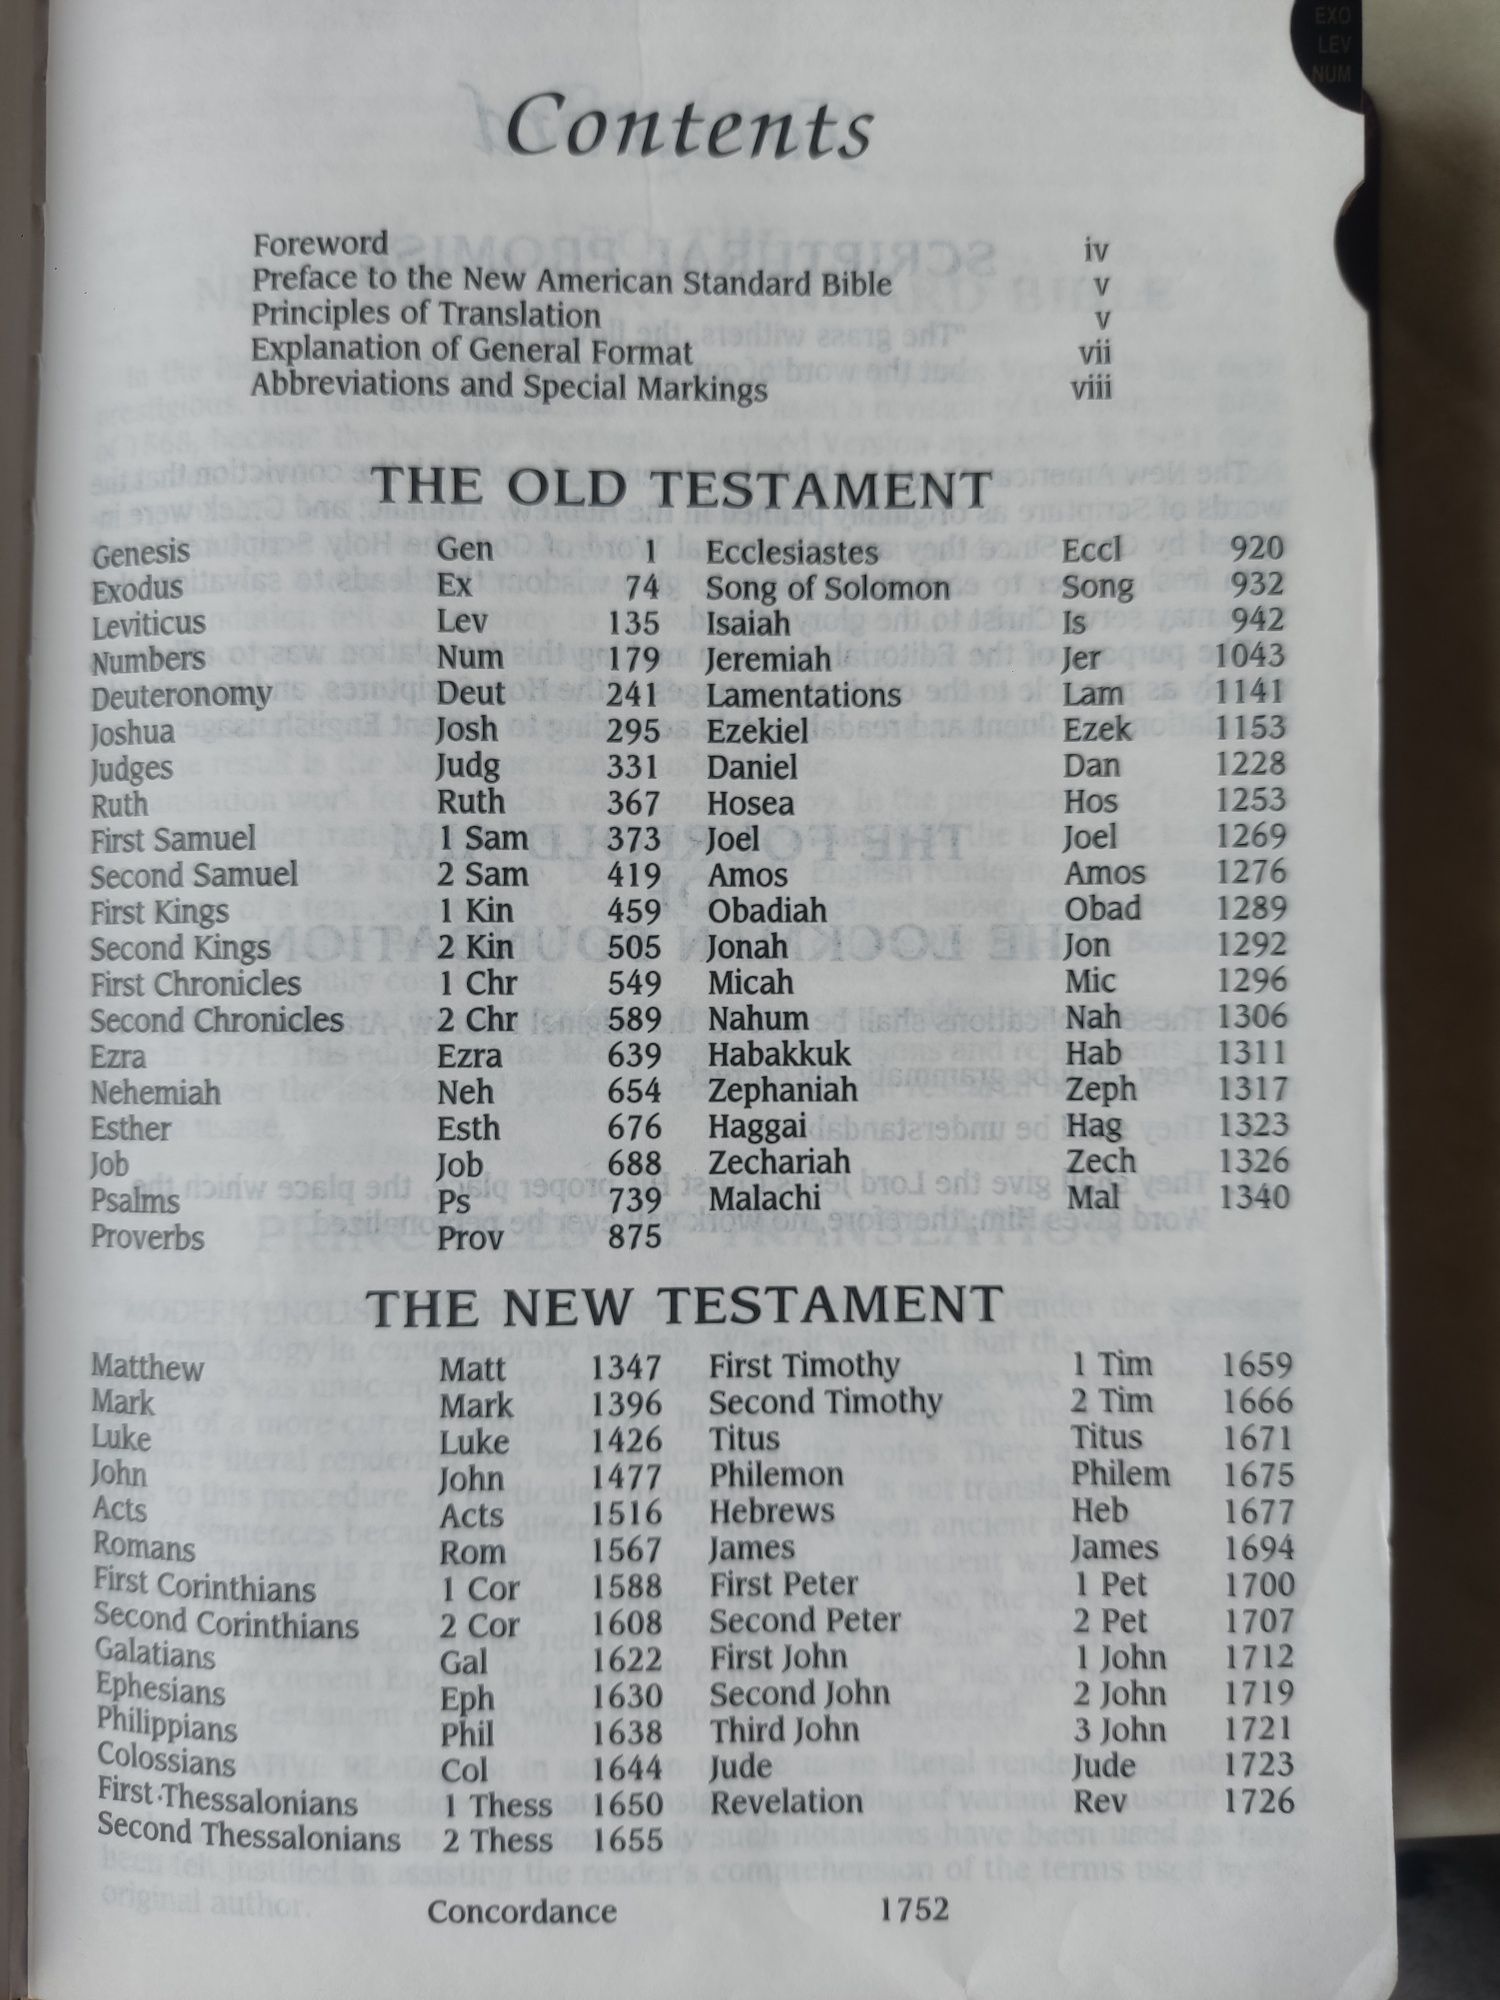 EXO
LEV
NUM
Contents
Foreword iv
Preface to the New American Standard Bible v
Principles of Translation v
Explanation of General Format vii
Abbreviations and Special Markings viii
THE OLD TESTAMENT
Genesis Gen 1 Ecclesiastes Eccl 920
Exodus Ex 74 Song of Solomon Song 932
Leviticus Lev 135 Isaiah Is 942
Numbers Num 179 Jeremiah Jer 1043
Deuteronomy Deut 241 Lamentations Lam 1141
Joshua Josh 295 Ezekiel Ezek 1153
Judges Judg 331 Daniel Dan 1228
Ruth Ruth 367 Hosea Hos 1253
First Samuel 1 Sam 373 Joel Joel 1269
Second Samuel 2 Sam 419 Amos Amos 1276
First Kings 1 Kin 459 Obadiah Obad 1289
Second Kings 2 Kin 505 Jonah Jon 1292
First Chronicles 1 Chr 549 Micah Mic 1296
Second Chronicles 2 Chr 589 Nahum Nah 1306
Ezra Ezra 639 Habakkuk Hab 1311
Nehemiah Neh 654 Zephaniah Zeph 1317
Esther Esth 676 Haggai Hag 1323
Job Job 688 Zechariah Zech 1326
Psalms Ps 739 Malachi Mal 1340
Proverbs Prov 875
THE NEW TESTAMENT
Matthew Matt 1347 First Timothy 1 Tim 1659
Mark Mark 1396 Second Timothy 2 Tim 1666
Luke Luke 1426 Titus Titus 1671
John John 1477 Philemon Philem 1675
Acts Acts 1516 Hebrews Heb 1677
Romans Rom 1567 James James 1694
First Corinthians 1 Cor 1588 First Peter 1 Pet 1700
Second Corinthians 2 Cor 1608 Second Peter 2 Pet 1707
Galatians Gal 1622 First John 1 John 1712
Ephesians Eph 1630 Second John 2 John 1719
Philippians Phil 1638 Third John 3 John 1721
Colossians Col 1644 Jude Jude 1723
First Thessalonians 1 Thess 1650 Revelation Rev 1726
Second Thessalonians 2 Thess 1655
Concordance 1752